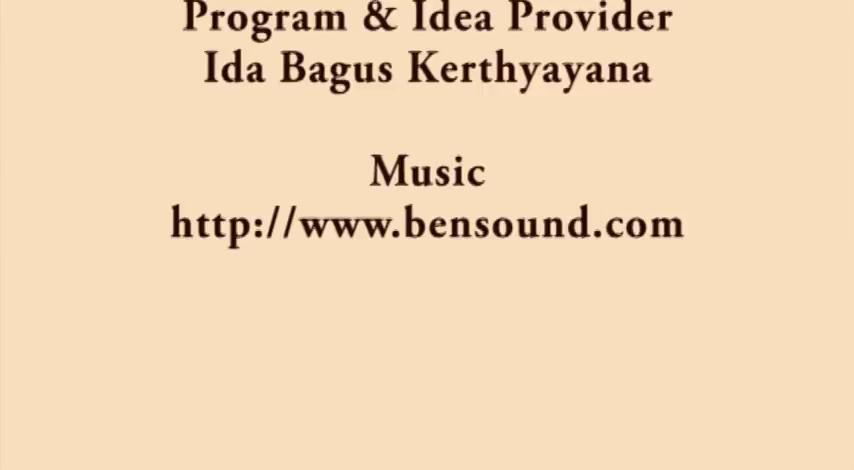 Program & Idea Provider
Ida Bagus Kerthyayana
Music
http://www.bensound.com